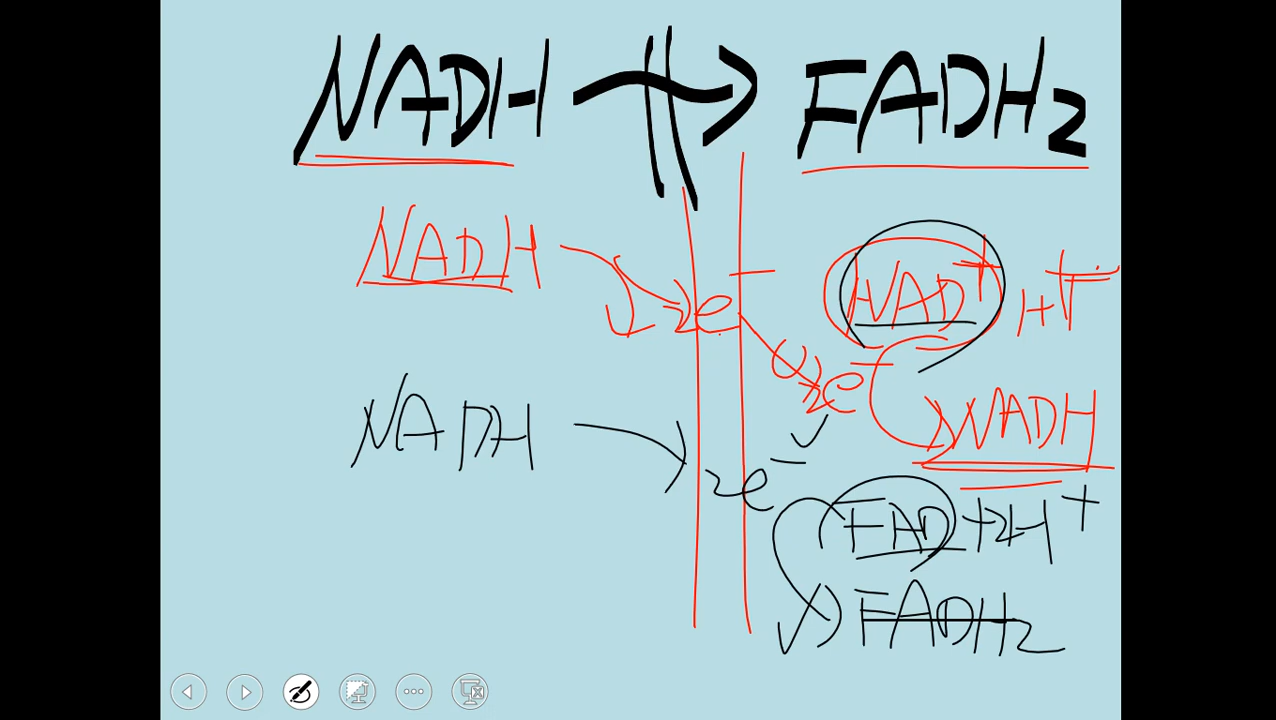 NADH → FADH2
NADH 2e⁻ NAD⁺ H⁺
2e⁻
NADH
NADH 2e⁻
FAD+2H⁺
FADH2